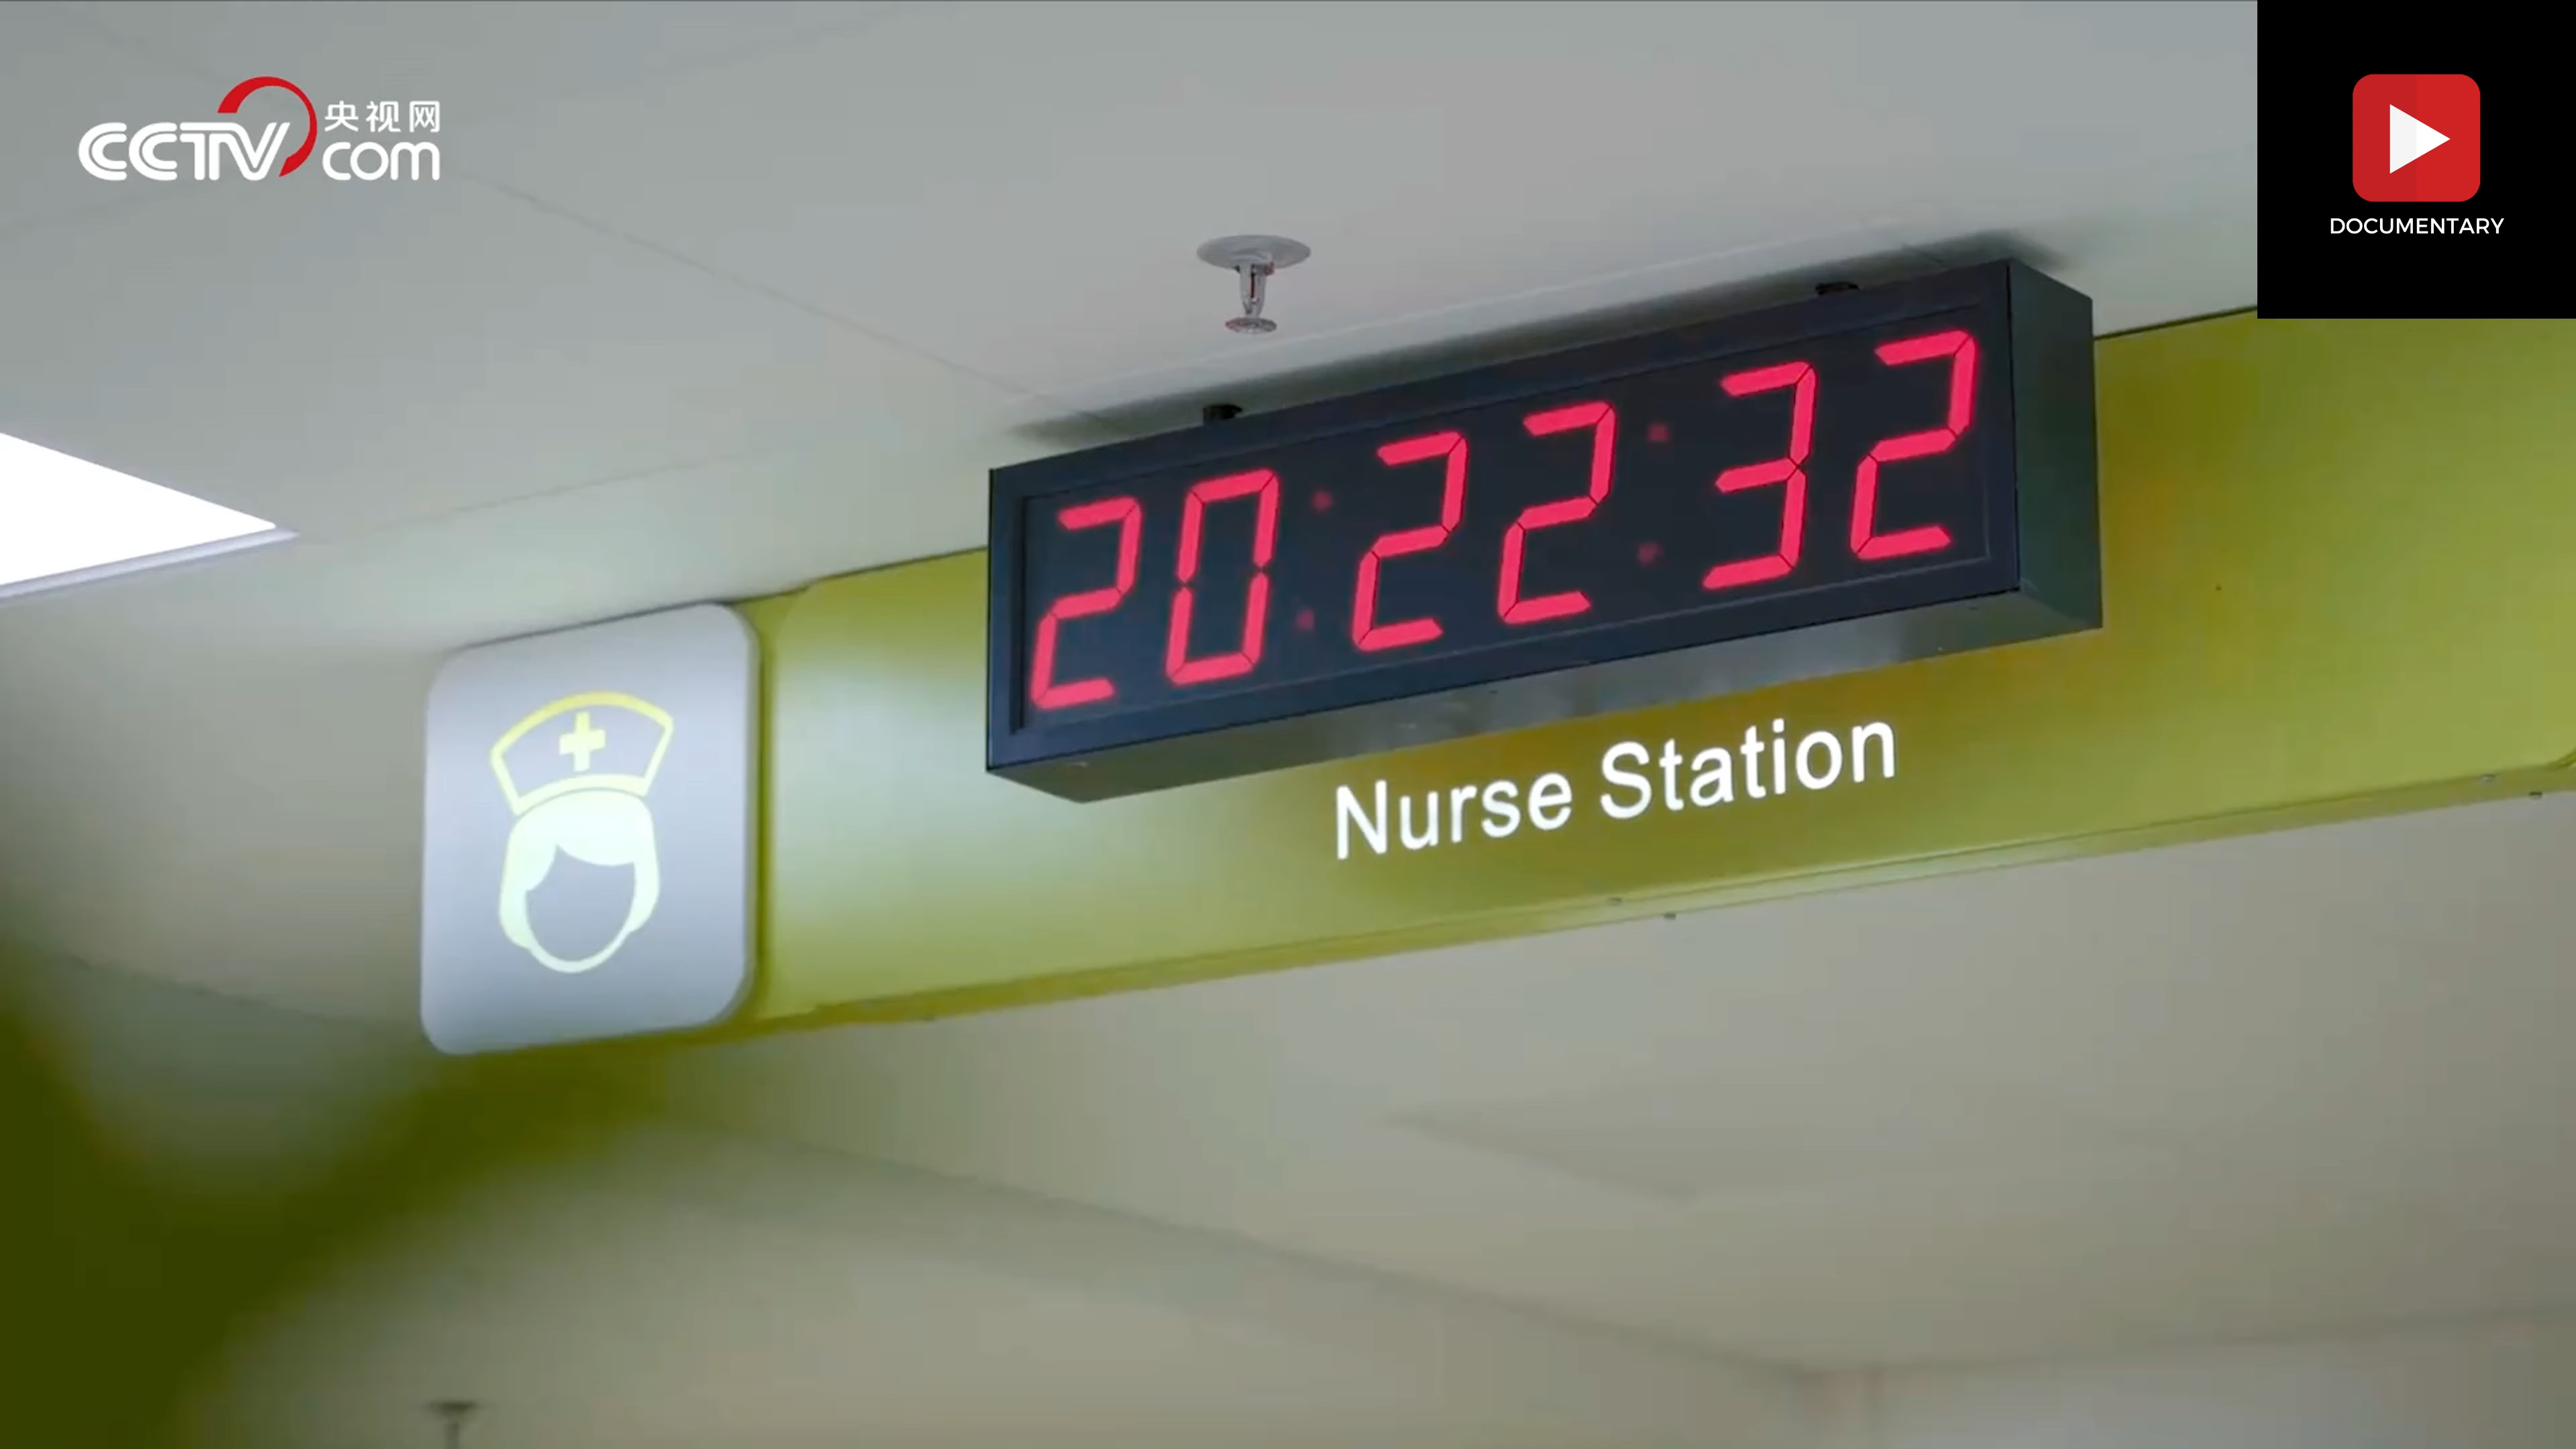 CCTV 央视网
com
DOCUMENTARY
20:22:32
Nurse Station